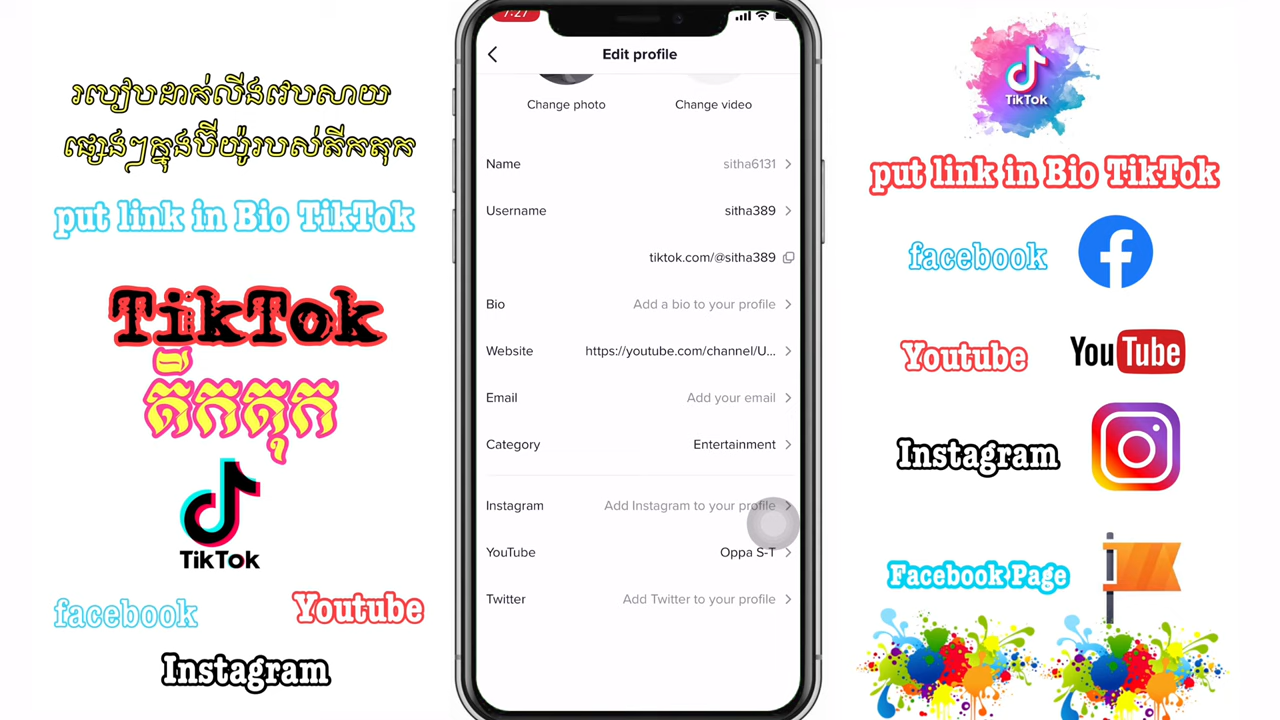 របៀបដាក់លីងវេបសាយ
ផ្សេងៗក្នុងប៊ីយ៉ូរបស់តីកតុក
put link in Bio TikTok
TikTok
តីកតុក
TikTok
facebook
Youtube
Instagram
7:27
Edit profile
Change photo
Change video
Name
sitha6131
Username
sitha389
tiktok.com/@sitha389
Bio
Add a bio to your profile
Website
https://youtube.com/channel/U...
Email
Add your email
Category
Entertainment
Instagram
Add Instagram to your profile
YouTube
Oppa S-T
Twitter
Add Twitter to your profile
TikTok
put link in Bio TikTok
facebook
Youtube
YouTube
Instagram
Facebook Page